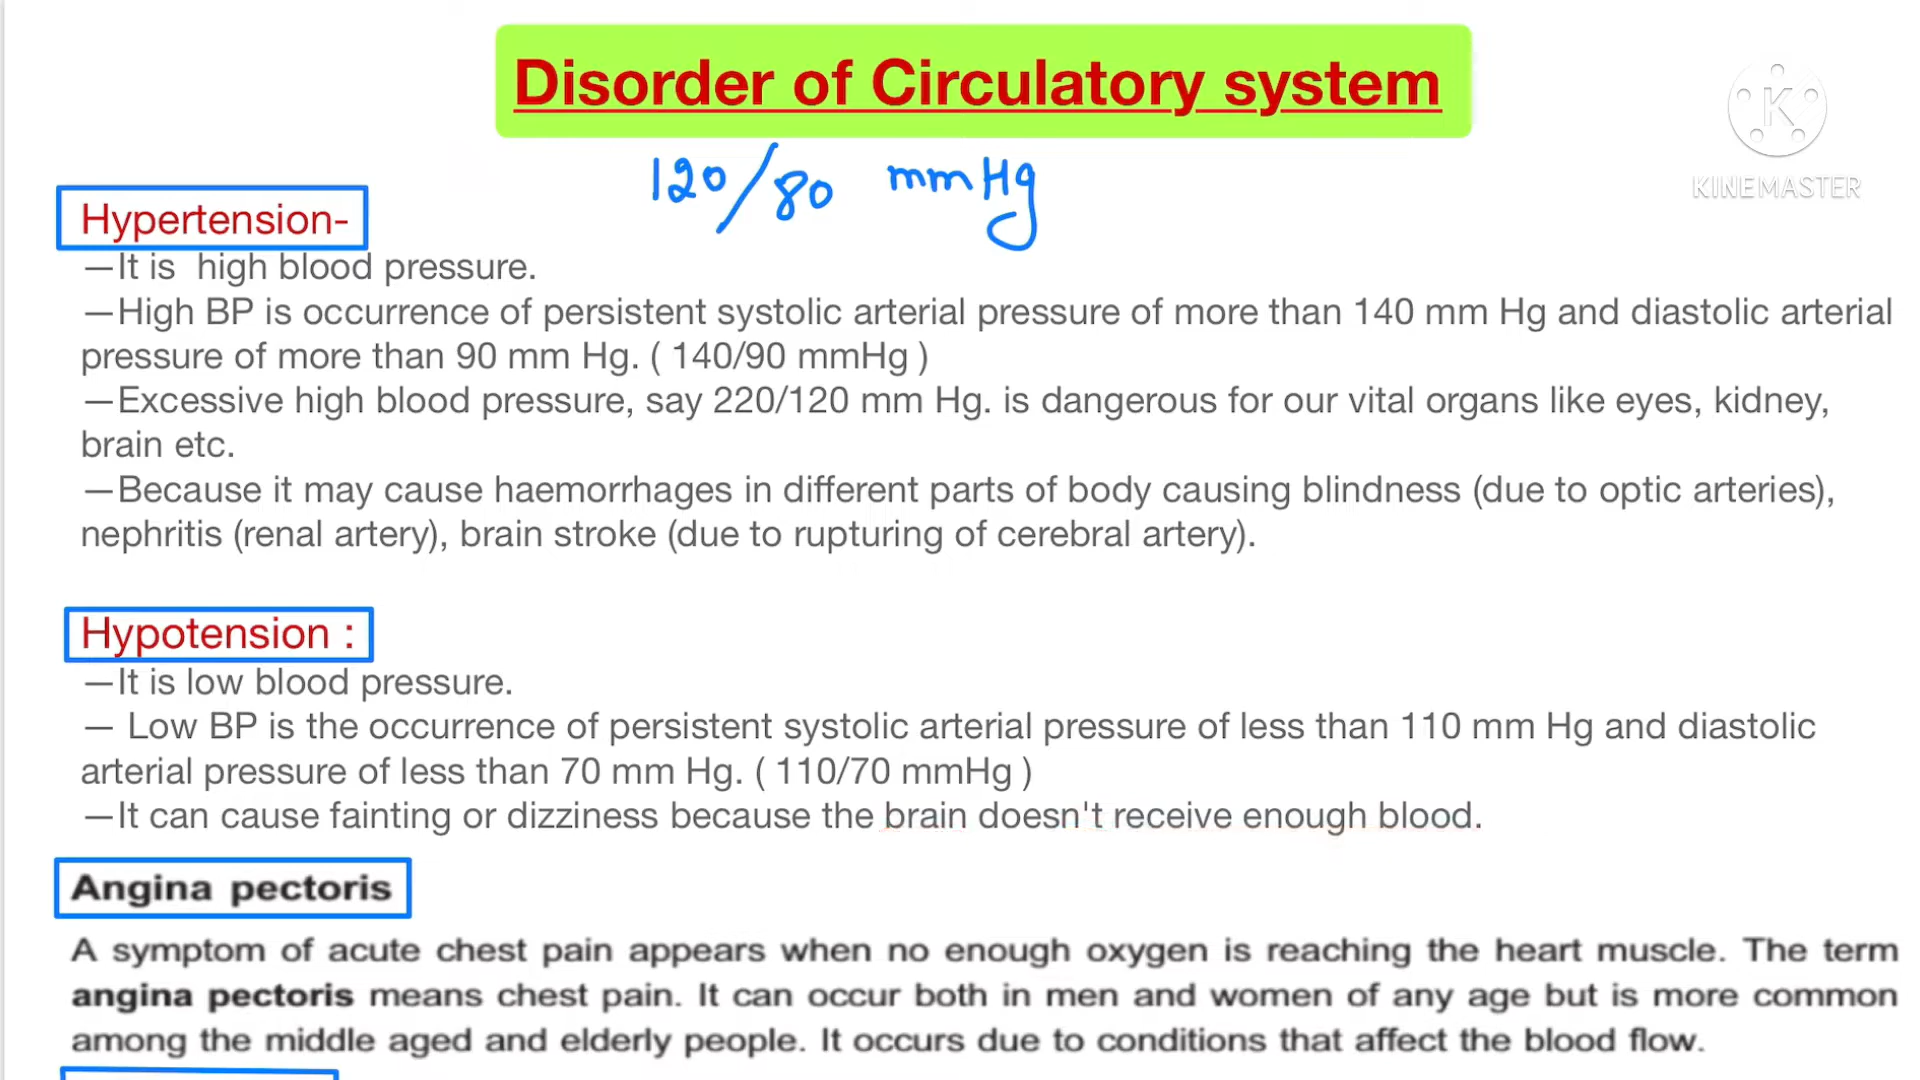 Disorder of Circulatory system
K
KINEMASTER
120/80 mmHg
Hypertension-
—It is  high blood pressure.
—High BP is occurrence of persistent systolic arterial pressure of more than 140 mm Hg and diastolic arterial
pressure of more than 90 mm Hg. ( 140/90 mmHg )
—Excessive high blood pressure, say 220/120 mm Hg. is dangerous for our vital organs like eyes, kidney,
brain etc.
—Because it may cause haemorrhages in different parts of body causing blindness (due to optic arteries),
nephritis (renal artery), brain stroke (due to rupturing of cerebral artery).
Hypotension :
—It is low blood pressure.
— Low BP is the occurrence of persistent systolic arterial pressure of less than 110 mm Hg and diastolic
arterial pressure of less than 70 mm Hg. ( 110/70 mmHg )
—It can cause fainting or dizziness because the brain doesn't receive enough blood.
Angina pectoris
A symptom of acute chest pain appears when no enough oxygen is reaching the heart muscle. The term
angina pectoris means chest pain. It can occur both in men and women of any age but is more common
among the middle aged and elderly people. It occurs due to conditions that affect the blood flow.